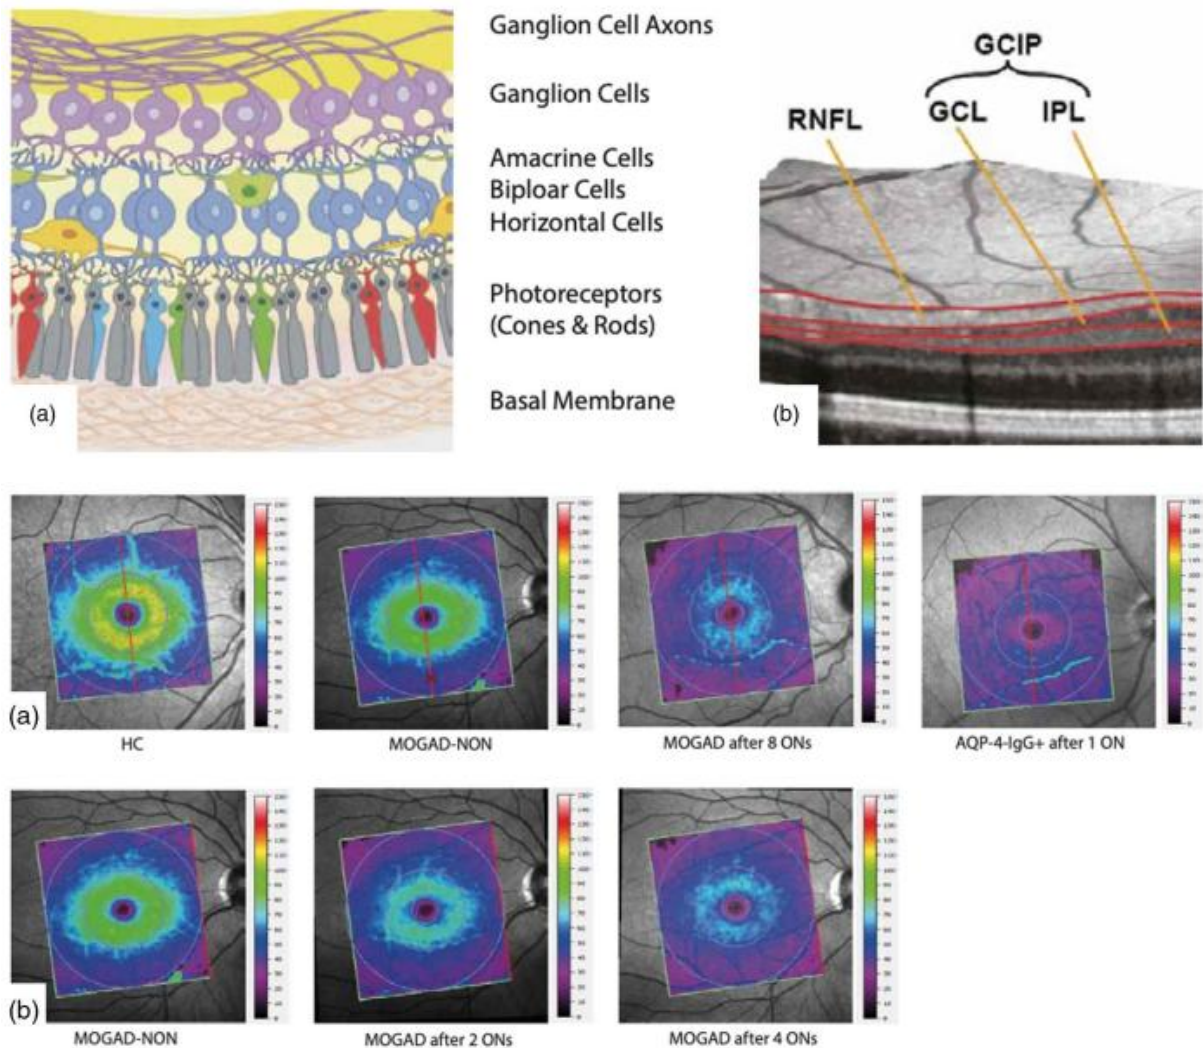 Ganglion Cell Axons
Ganglion Cells
Amacrine Cells
Biploar Cells
Horizontal Cells
Photoreceptors
(Cones & Rods)
Basal Membrane
(a)
GCIP
RNFL
GCL
IPL
(b)
(a)
HC
MOGAD-NON
MOGAD after 8 ONs
AQP-4-IgG+ after 1 ON
(b)
MOGAD-NON
MOGAD after 2 ONs
MOGAD after 4 ONs